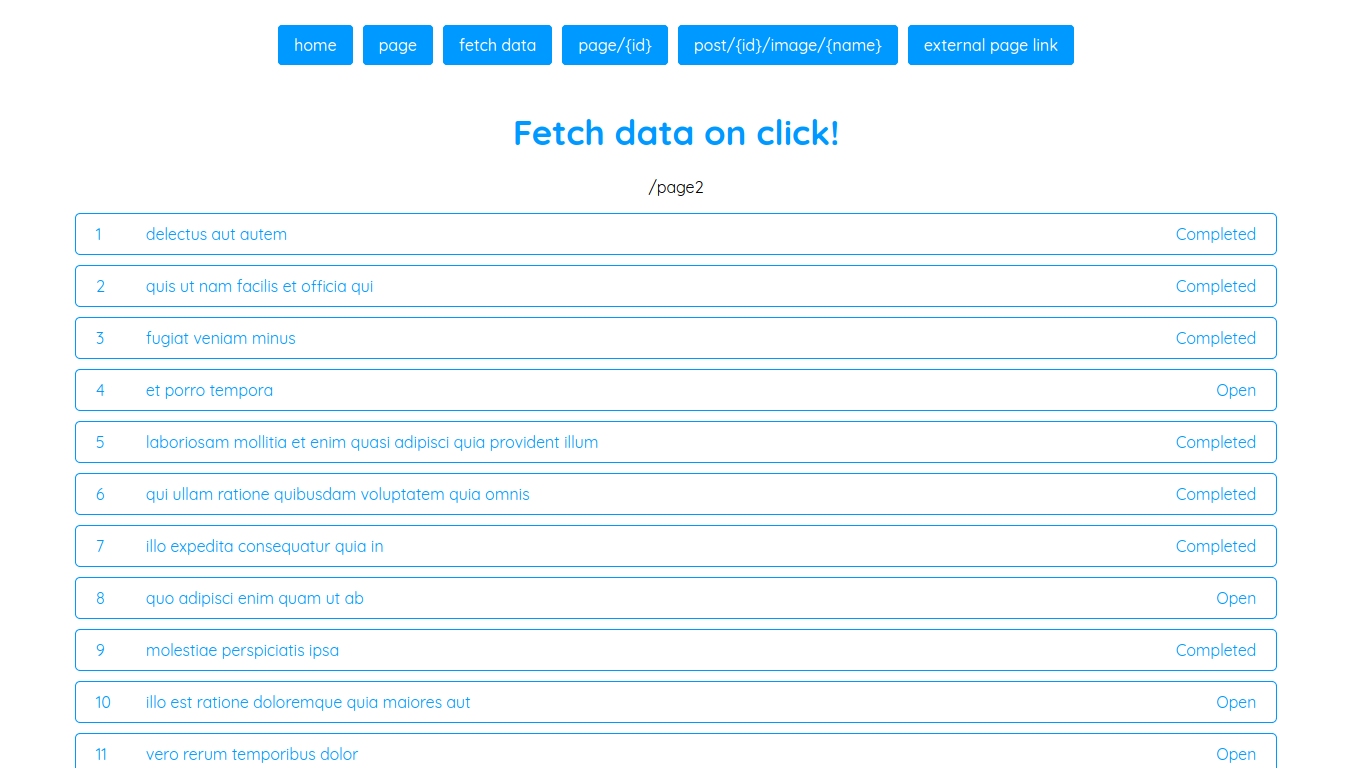 home page fetch data page/{id} post/{id}/image/{name} external page link
Fetch data on click!
/page2
1 delectus aut autem Completed
2 quis ut nam facilis et officia qui Completed
3 fugiat veniam minus Completed
4 et porro tempora Open
5 laboriosam mollitia et enim quasi adipisci quia provident illum Completed
6 qui ullam ratione quibusdam voluptatem quia omnis Completed
7 illo expedita consequatur quia in Completed
8 quo adipisci enim quam ut ab Open
9 molestiae perspiciatis ipsa Completed
10 illo est ratione doloremque quia maiores aut Open
11 vero rerum temporibus dolor Open